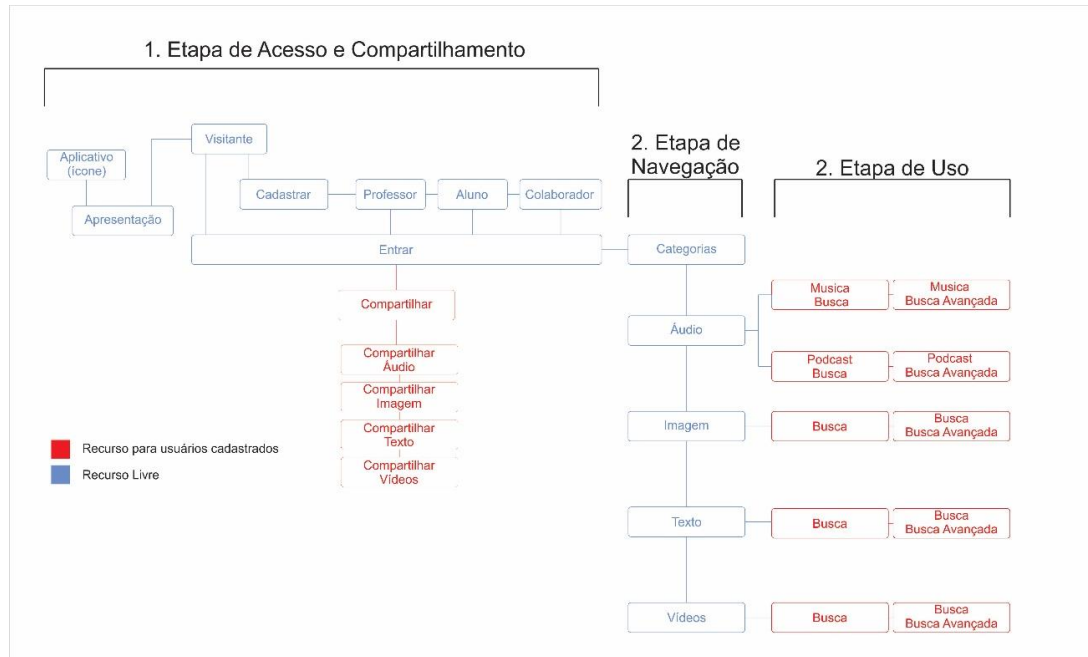 1. Etapa de Acesso e Compartilhamento
Visitante
Aplicativo
(ícone)
Cadastrar
Professor
Aluno
Colaborador
Apresentação
Entrar
Compartilhar
Compartilhar
Áudio
Compartilhar
Imagem
Compartilhar
Texto
Compartilhar
Vídeos
Recurso para usuários cadastrados
Recurso Livre
2. Etapa de
Navegação
Categorias
Áudio
Imagem
Texto
Vídeos
2. Etapa de Uso
Musica
Busca
Musica
Busca Avançada
Podcast
Busca
Podcast
Busca Avançada
Busca
Busca
Busca Avançada
Busca
Busca
Busca Avançada
Busca
Busca
Busca Avançada